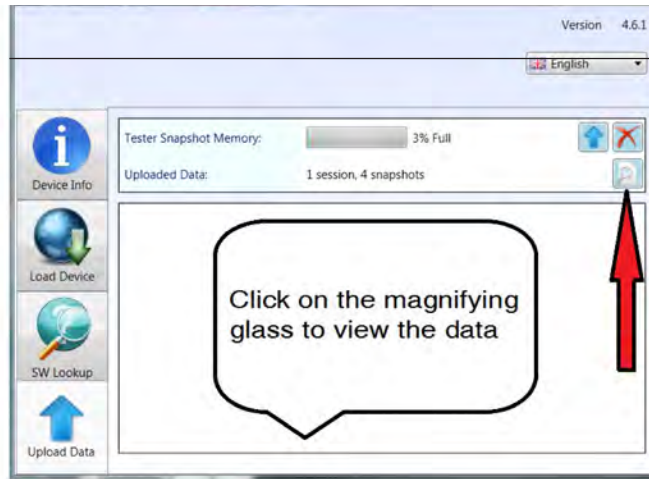 Version 4.6.1
English
Device Info
Tester Snapshot Memory: 3% Full
Uploaded Data: 1 session, 4 snapshots
Load Device
Click on the magnifying
glass to view the data
SW Lookup
Upload Data